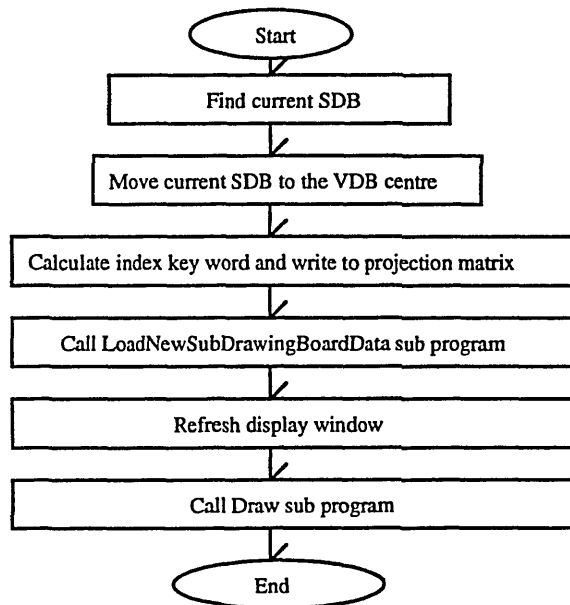 Start
Find current SDB
Move current SDB to the VDB centre
Calculate index key word and write to projection matrix
Call LoadNewSubDrawingBoardData sub program
Refresh display window
Call Draw sub program
End